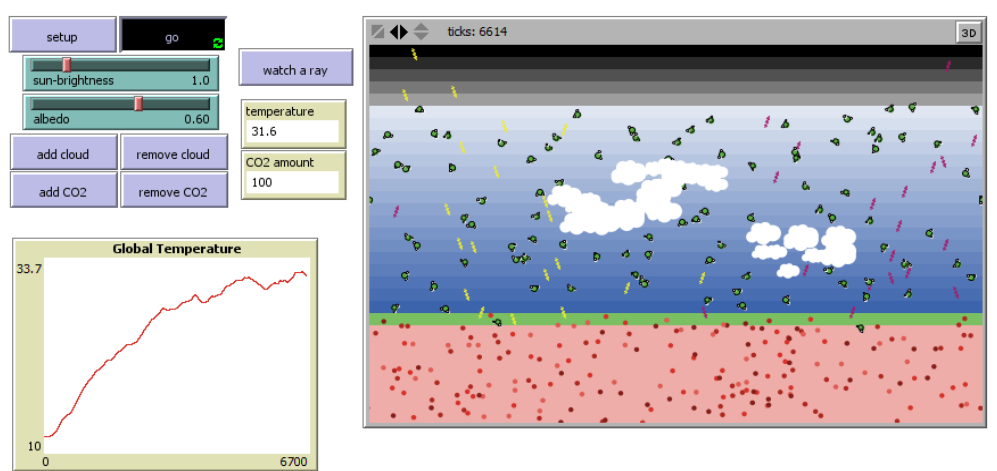 setup
go
sun-brightness 1.0
albedo 0.60
add cloud
remove cloud
add CO2
remove CO2
watch a ray
temperature
31.6
CO2 amount
100
Global Temperature
33.7
10
0
6700
ticks: 6614
3D